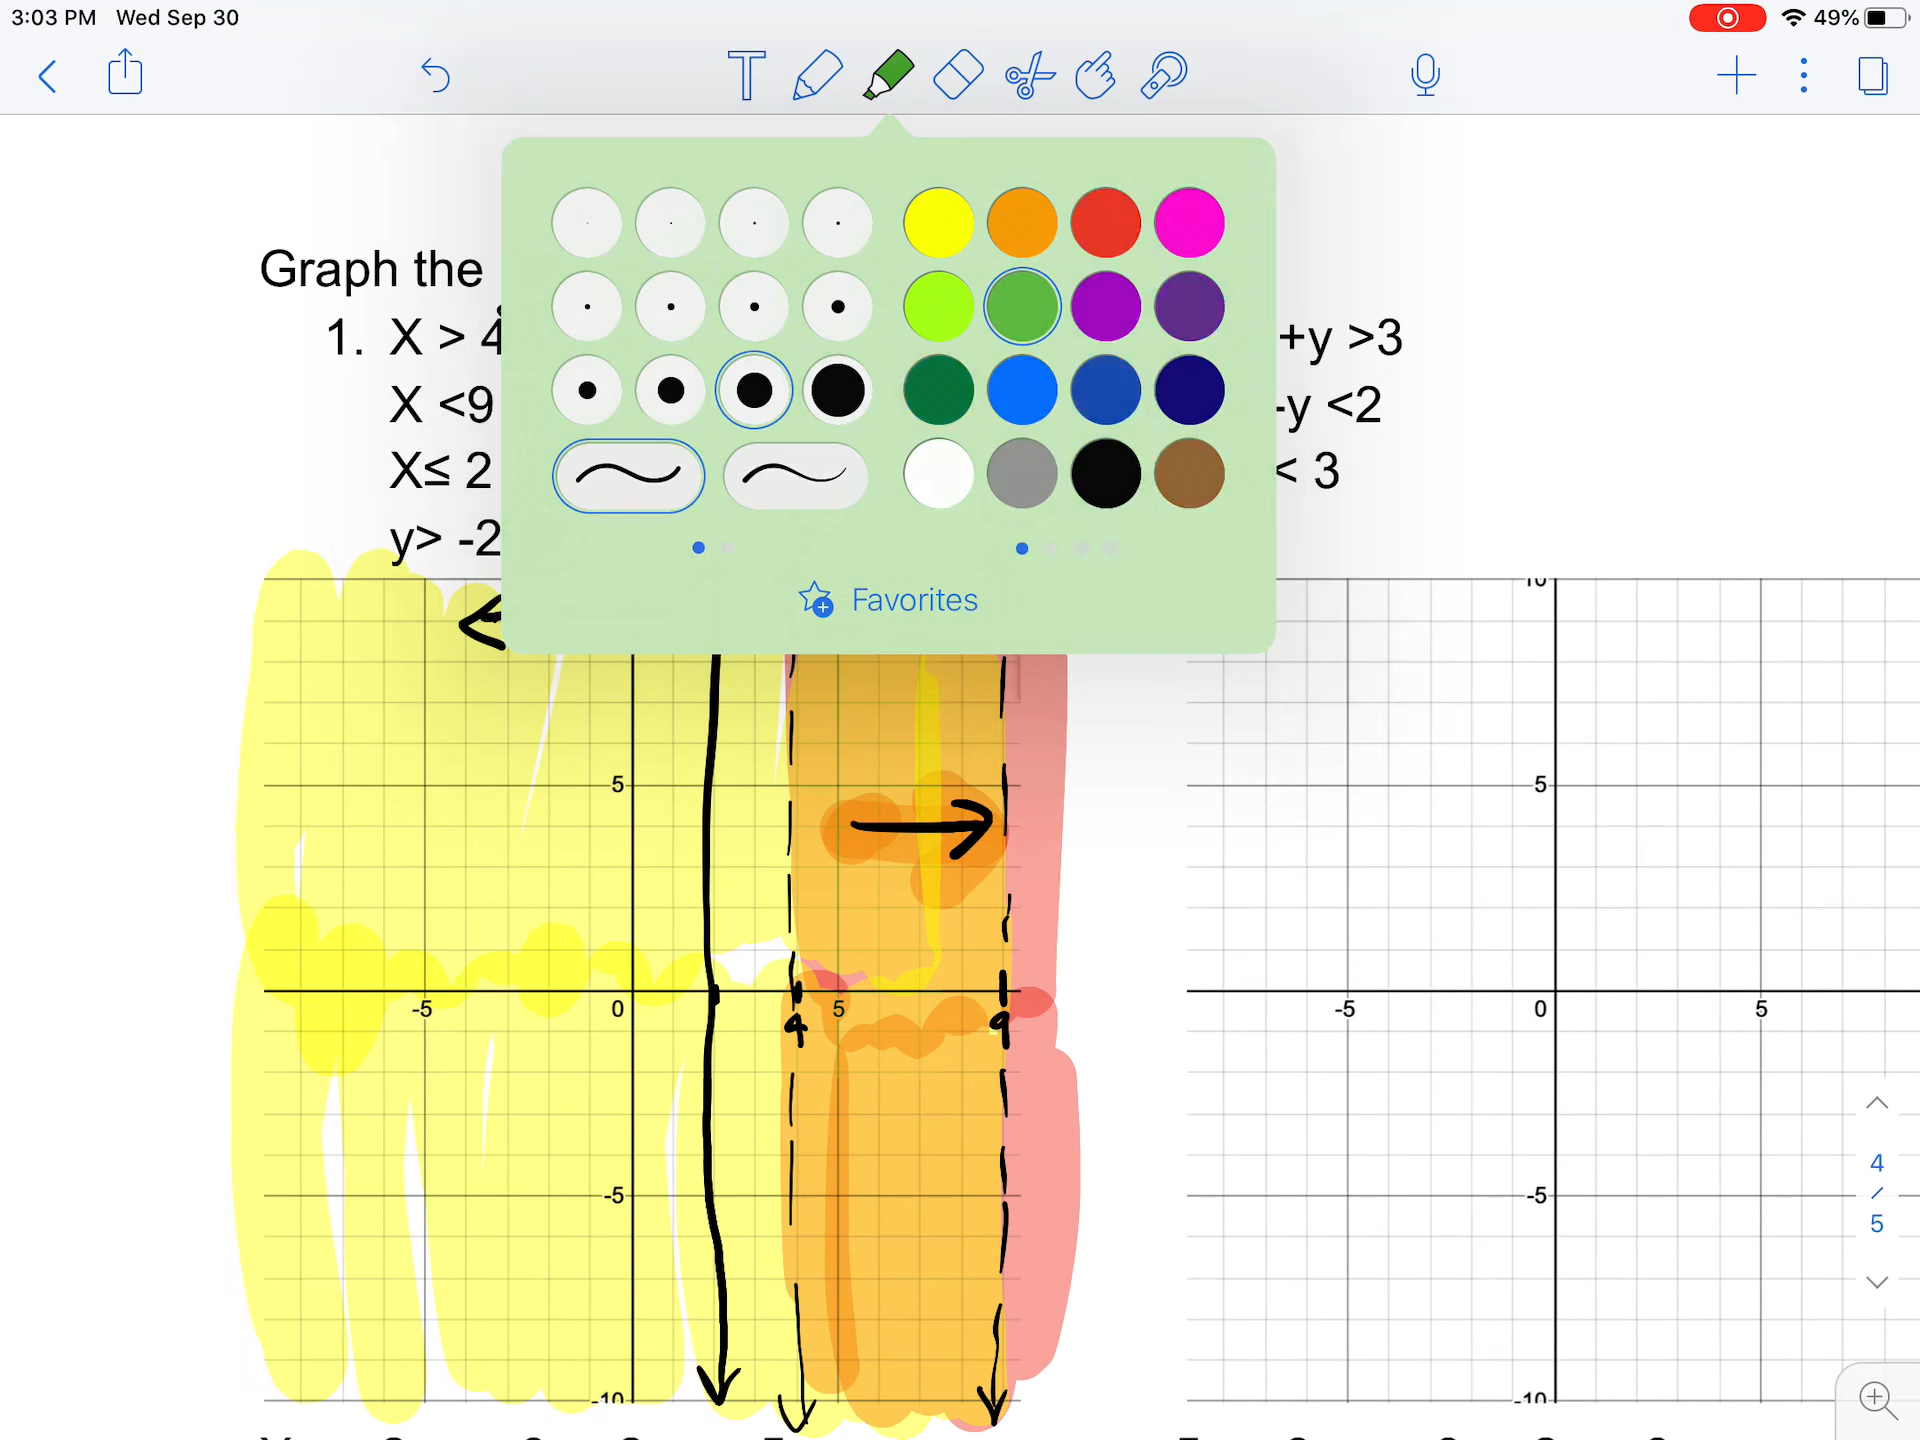 3:03 PM Wed Sep 30 49%
T
Graph the
1. X > 4 +y >3
X <9 -y <2
X≤ 2 < 3
y> -2
Favorites
10
5 5
-5 0 4 5 9 -5 0 5
-5 -5
-10 -10
4
/
5